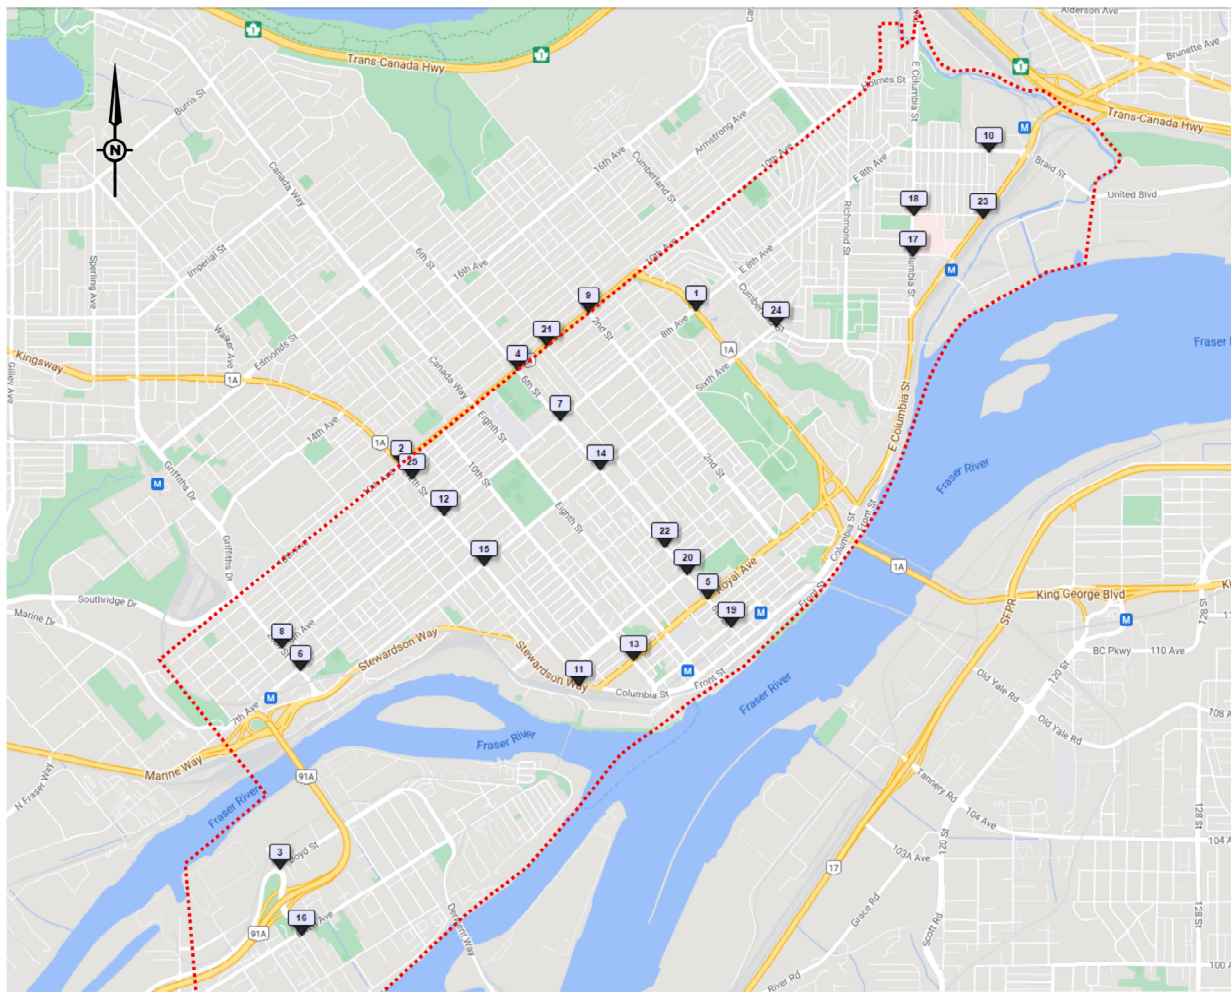 Alderson Ave
1
1
Trans-Canada Hwy
Brunette Ave
1
E Columbia St
Holmes St
Burris St
Trans-Canada Hwy
Armstrong Ave
M
10
N
10th Ave
16th Ave
E 8th Ave
Braid St
Cumberland St
United Blvd
Canada Way
18
23
Richmond St
17
Imperial St
6th St
10th Ave
16th Ave
E 8th Ave
M
Sperling Ave
9
1
24
21
2nd St
8th Ave
Walker Ave
Edmonds St
4
1A
Fraser River
Kingsway
Canada Way
6th St
Sixth Ave
1A
Gilley Ave
7
Eighth St
E Columbia St
14th Ave
1A
2
25
14
2nd St
Griffiths Dr
10th St
M
12
Fraser River
Eighth St
22
Columbia St
Front St
15
20
Griffiths Dr
5
Royal Ave
1A
SFPR
King George Blvd
Southridge Dr
Marine Dr
19
M
Front St
M
128 St
8
6
Stewardson Way
13
BC Pkwy
110 Ave
Stewardson Way
11
M
Front St
Columbia St
120 St
Old Yale Rd
M
7th Ave
Fraser River
Old Yale Rd
108 A
Fraser River
Marine Way
91A
Tannery Rd
N Fraser Way
Fraser River
104 Ave
128 St
3
Boyd St
120 St
104 A
103A Ave
17
Grace Rd
16
Derwent Way
91A
128 St
Scott Rd
100 A
River Rd